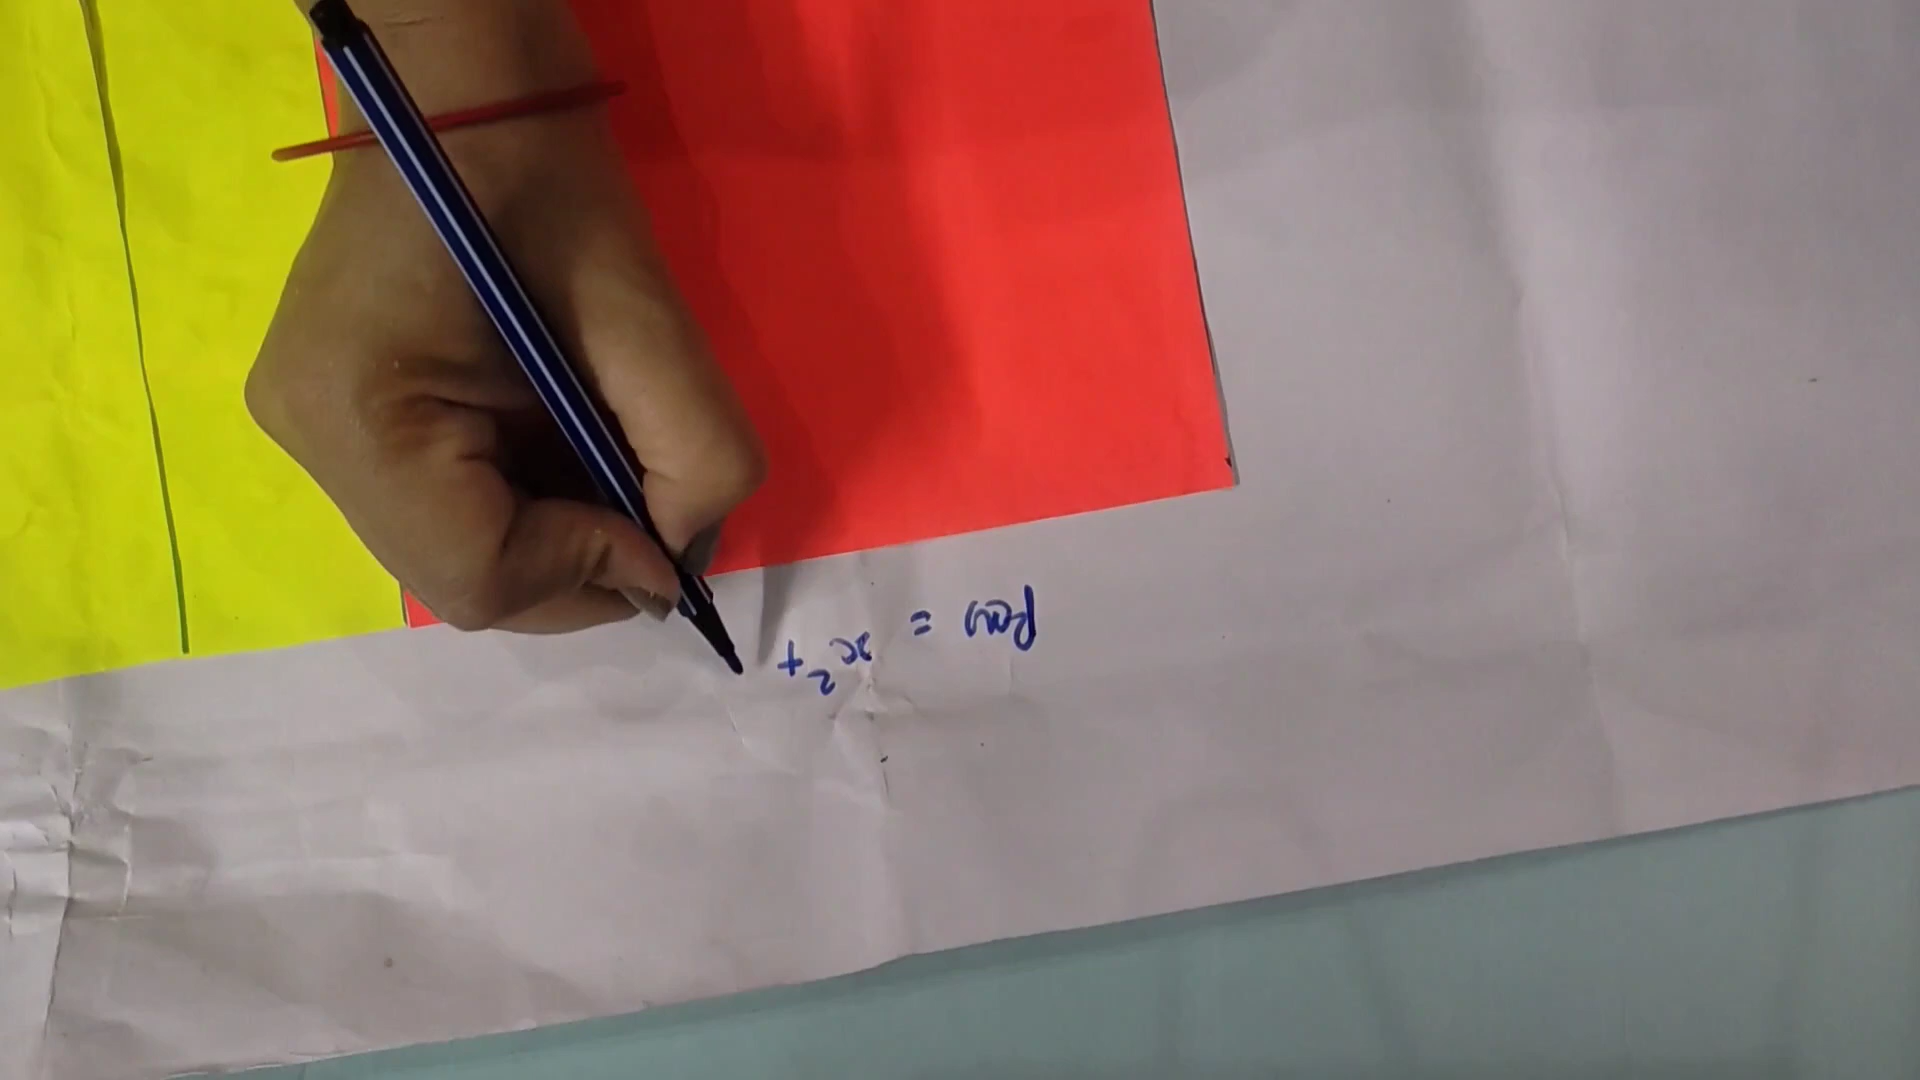 P(x) = x² +